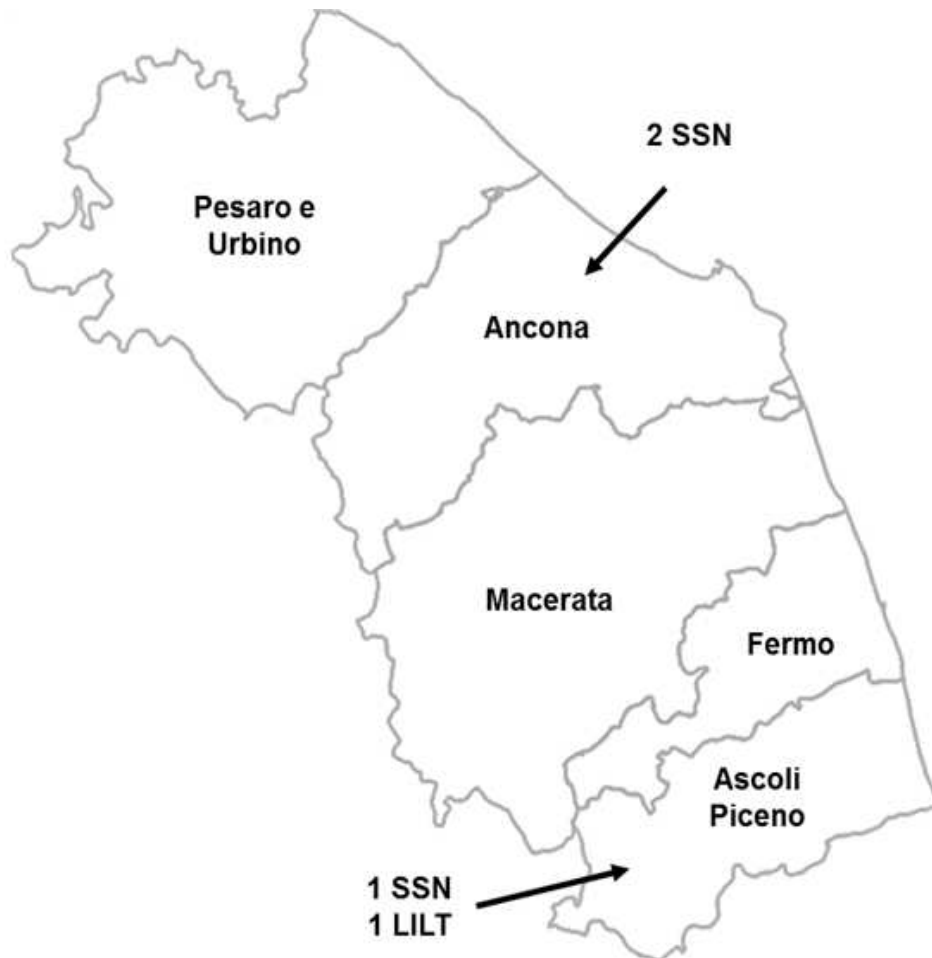 2 SSN
Pesaro e
Urbino
Ancona
Macerata
Fermo
Ascoli
Piceno
1 SSN
1 LILT